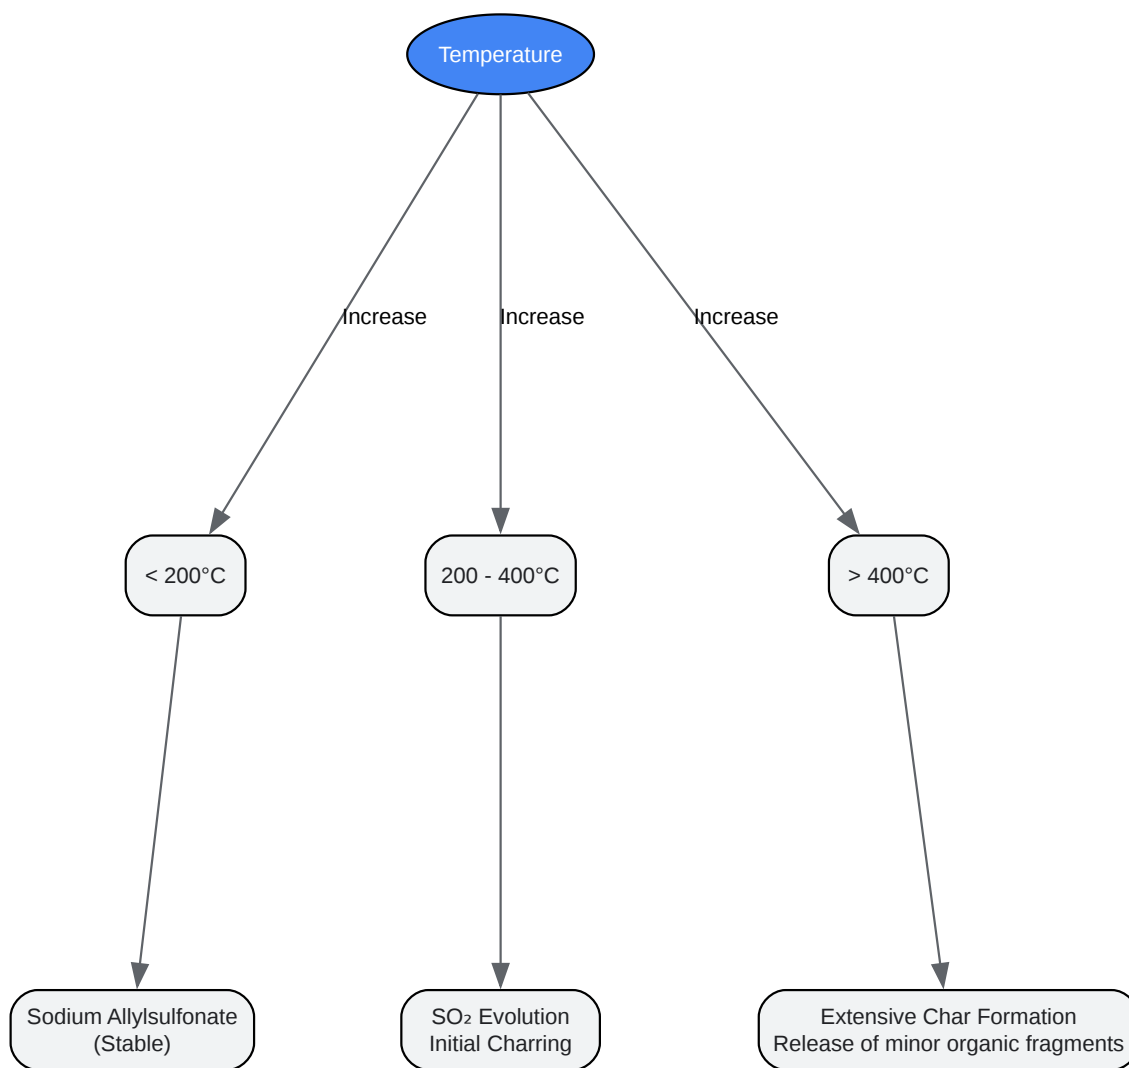 Temperature
Increase
Increase
Increase
< 200°C
200 - 400°C
> 400°C
Sodium Allylsulfonate
(Stable)
SO₂ Evolution
Initial Charring
Extensive Char Formation
Release of minor organic fragments